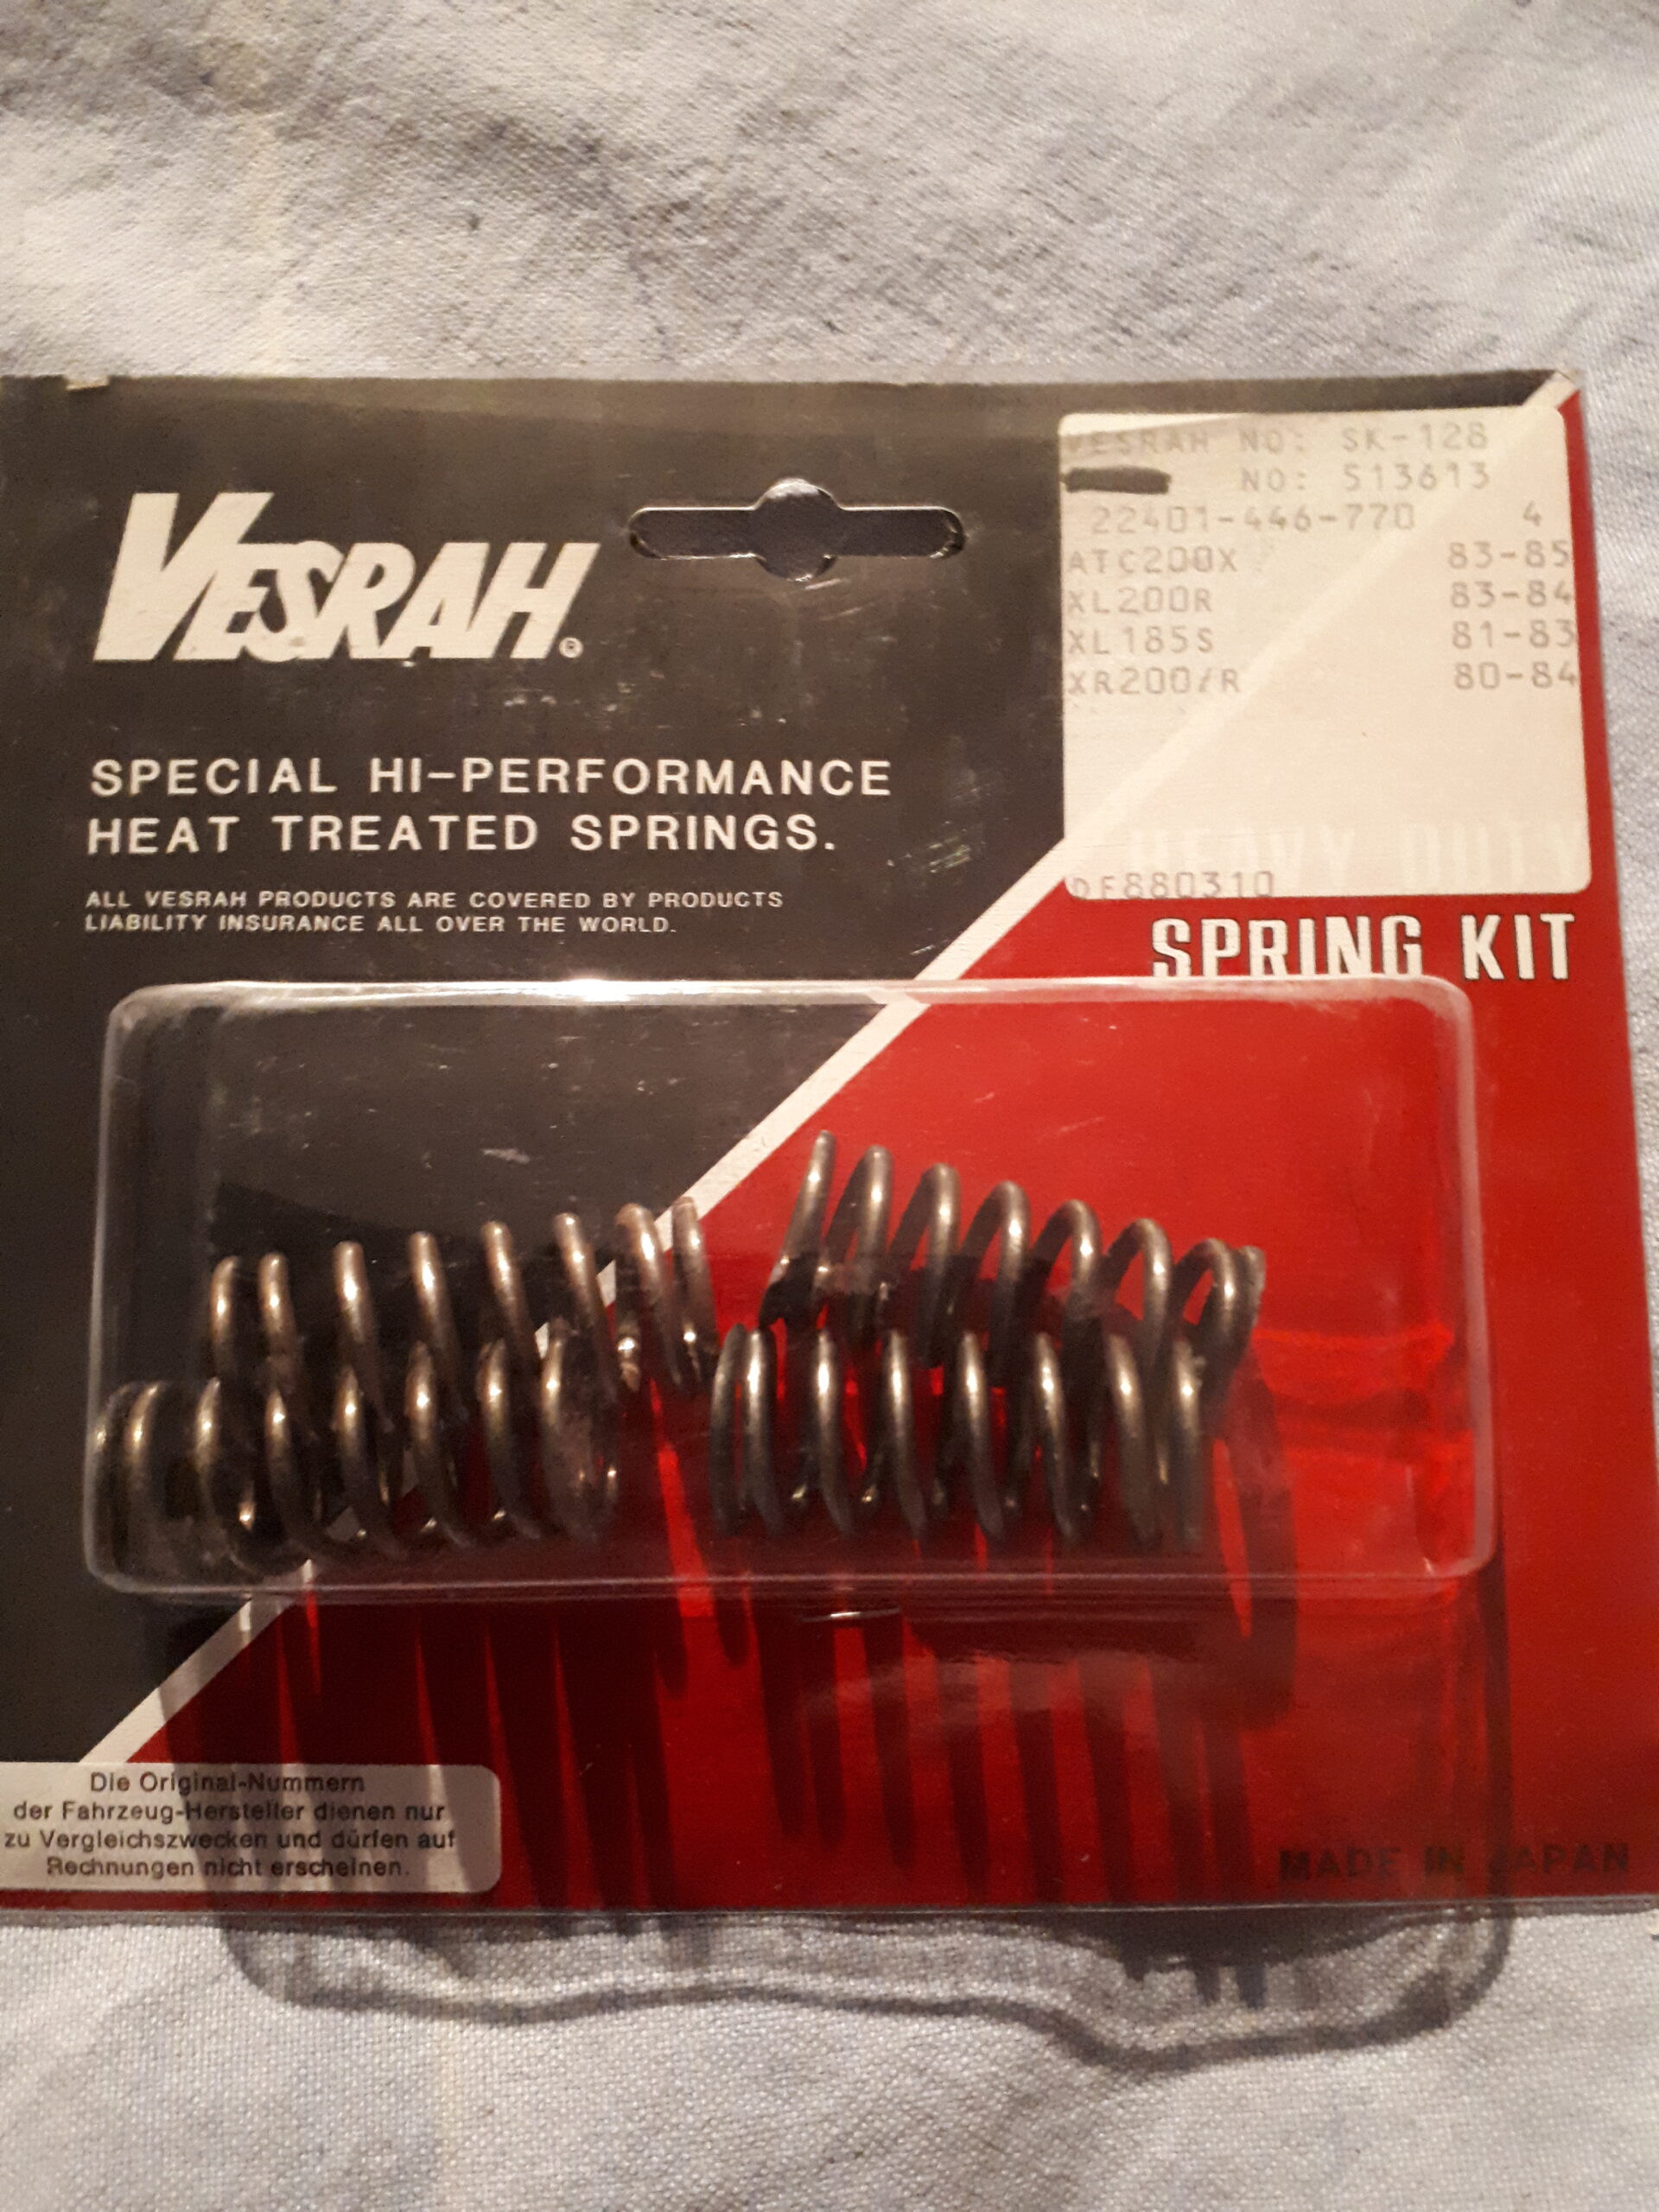 VESRAH®
SPECIAL HI-PERFORMANCE
HEAT TREATED SPRINGS.
ALL VESRAH PRODUCTS ARE COVERED BY PRODUCTS
LIABILITY INSURANCE ALL OVER THE WORLD.
VESRAH NO: SK-128
NO: 513613
22401-446-770 4
ATC200X 83-85
XL200R 83-84
XL185S 81-83
XR200/R 80-84
HEAVY DUTY
DF880310
SPRING KIT
Die Original-Nummern
der Fahrzeug-Hersteller dienen nur
zu Vergleichszwecken und dürfen auf
Rechnungen nicht erscheinen.
MADE IN JAPAN